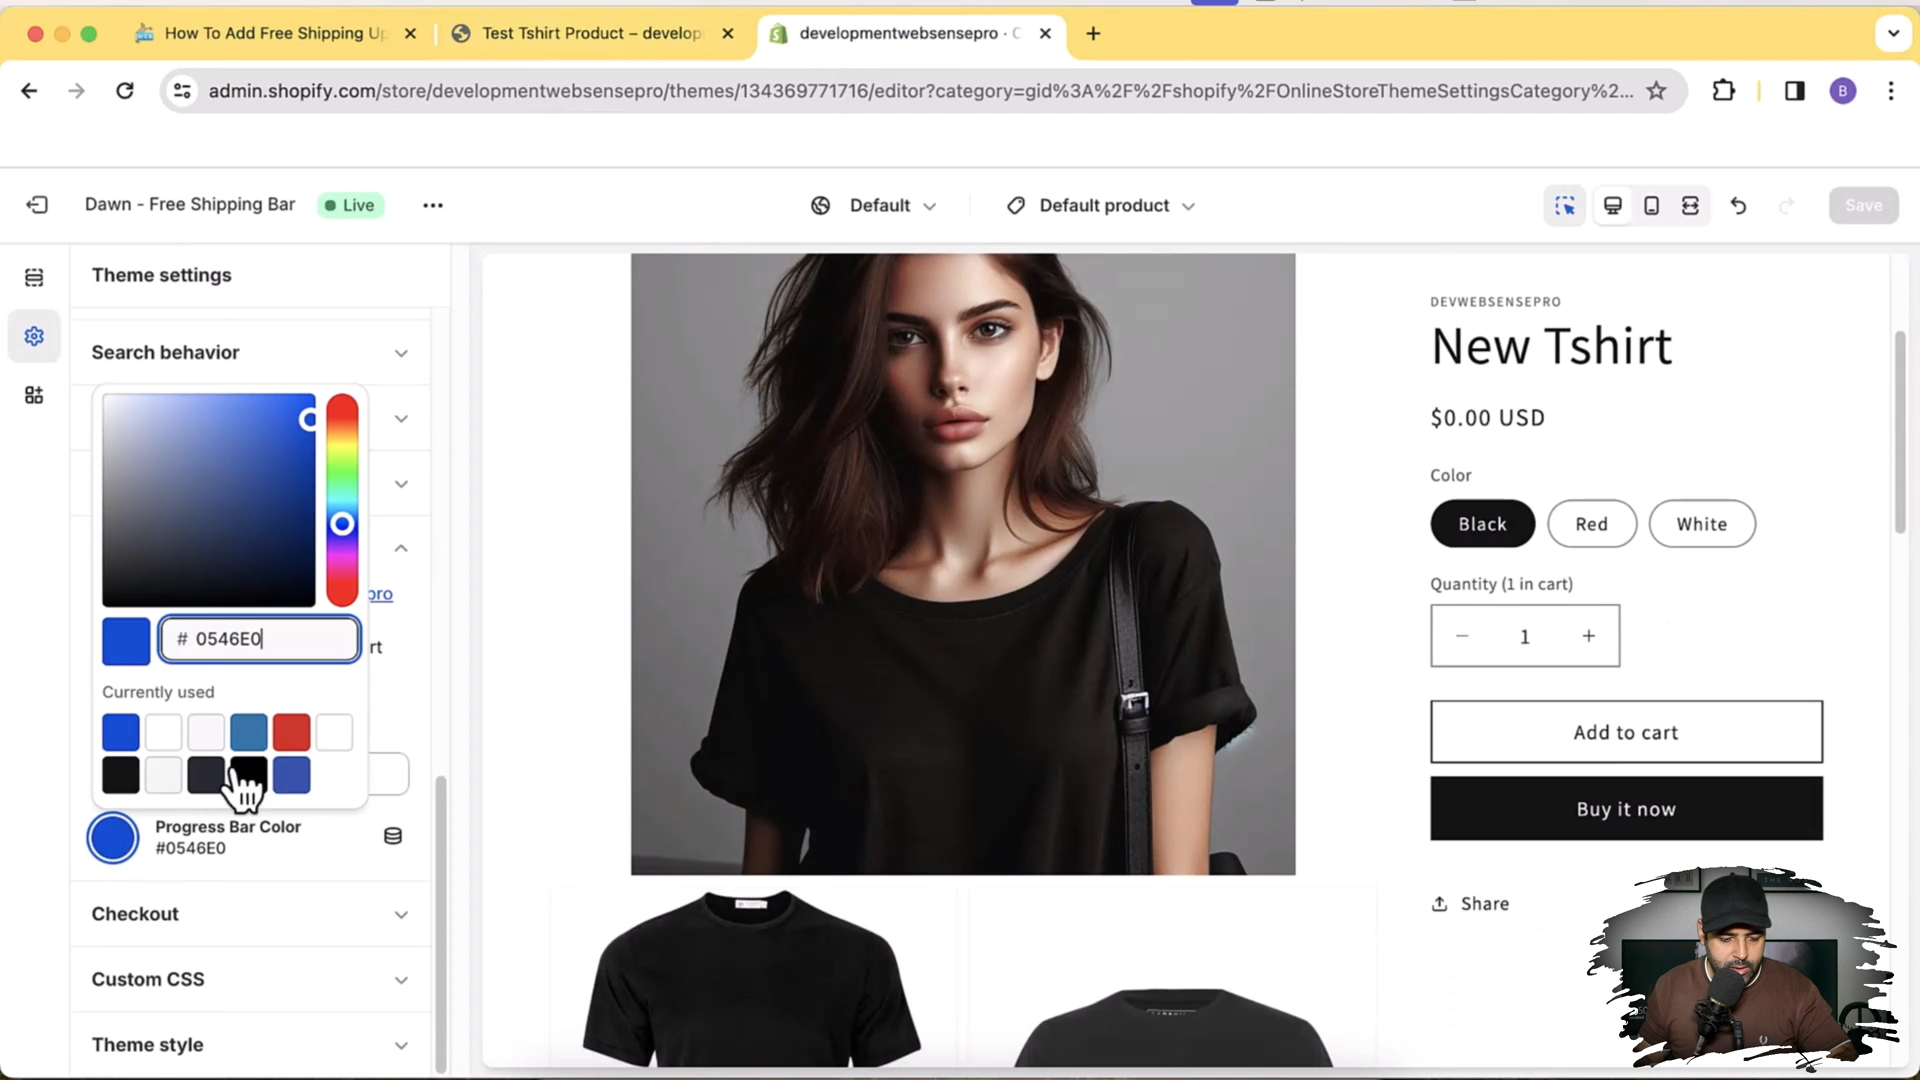 How To Add Free Shipping Up
Test Tshirt Product – develop
developmentwebsensepro · C
admin.shopify.com/store/developmentwebsensepro/themes/134369771716/editor?category=gid%3A%2F%2Fshopify%2FOnlineStoreThemeSettingsCategory%2...
B
Dawn - Free Shipping Bar
Live
Default
Default product
Save
Theme settings
Search behavior
pro
# 0546E0
rt
Currently used
Progress Bar Color
#0546E0
Checkout
Custom CSS
Theme style
DEVWEBSENSEPRO
New Tshirt
$0.00 USD
Color
Black
Red
White
Quantity (1 in cart)
1
Add to cart
Buy it now
Share